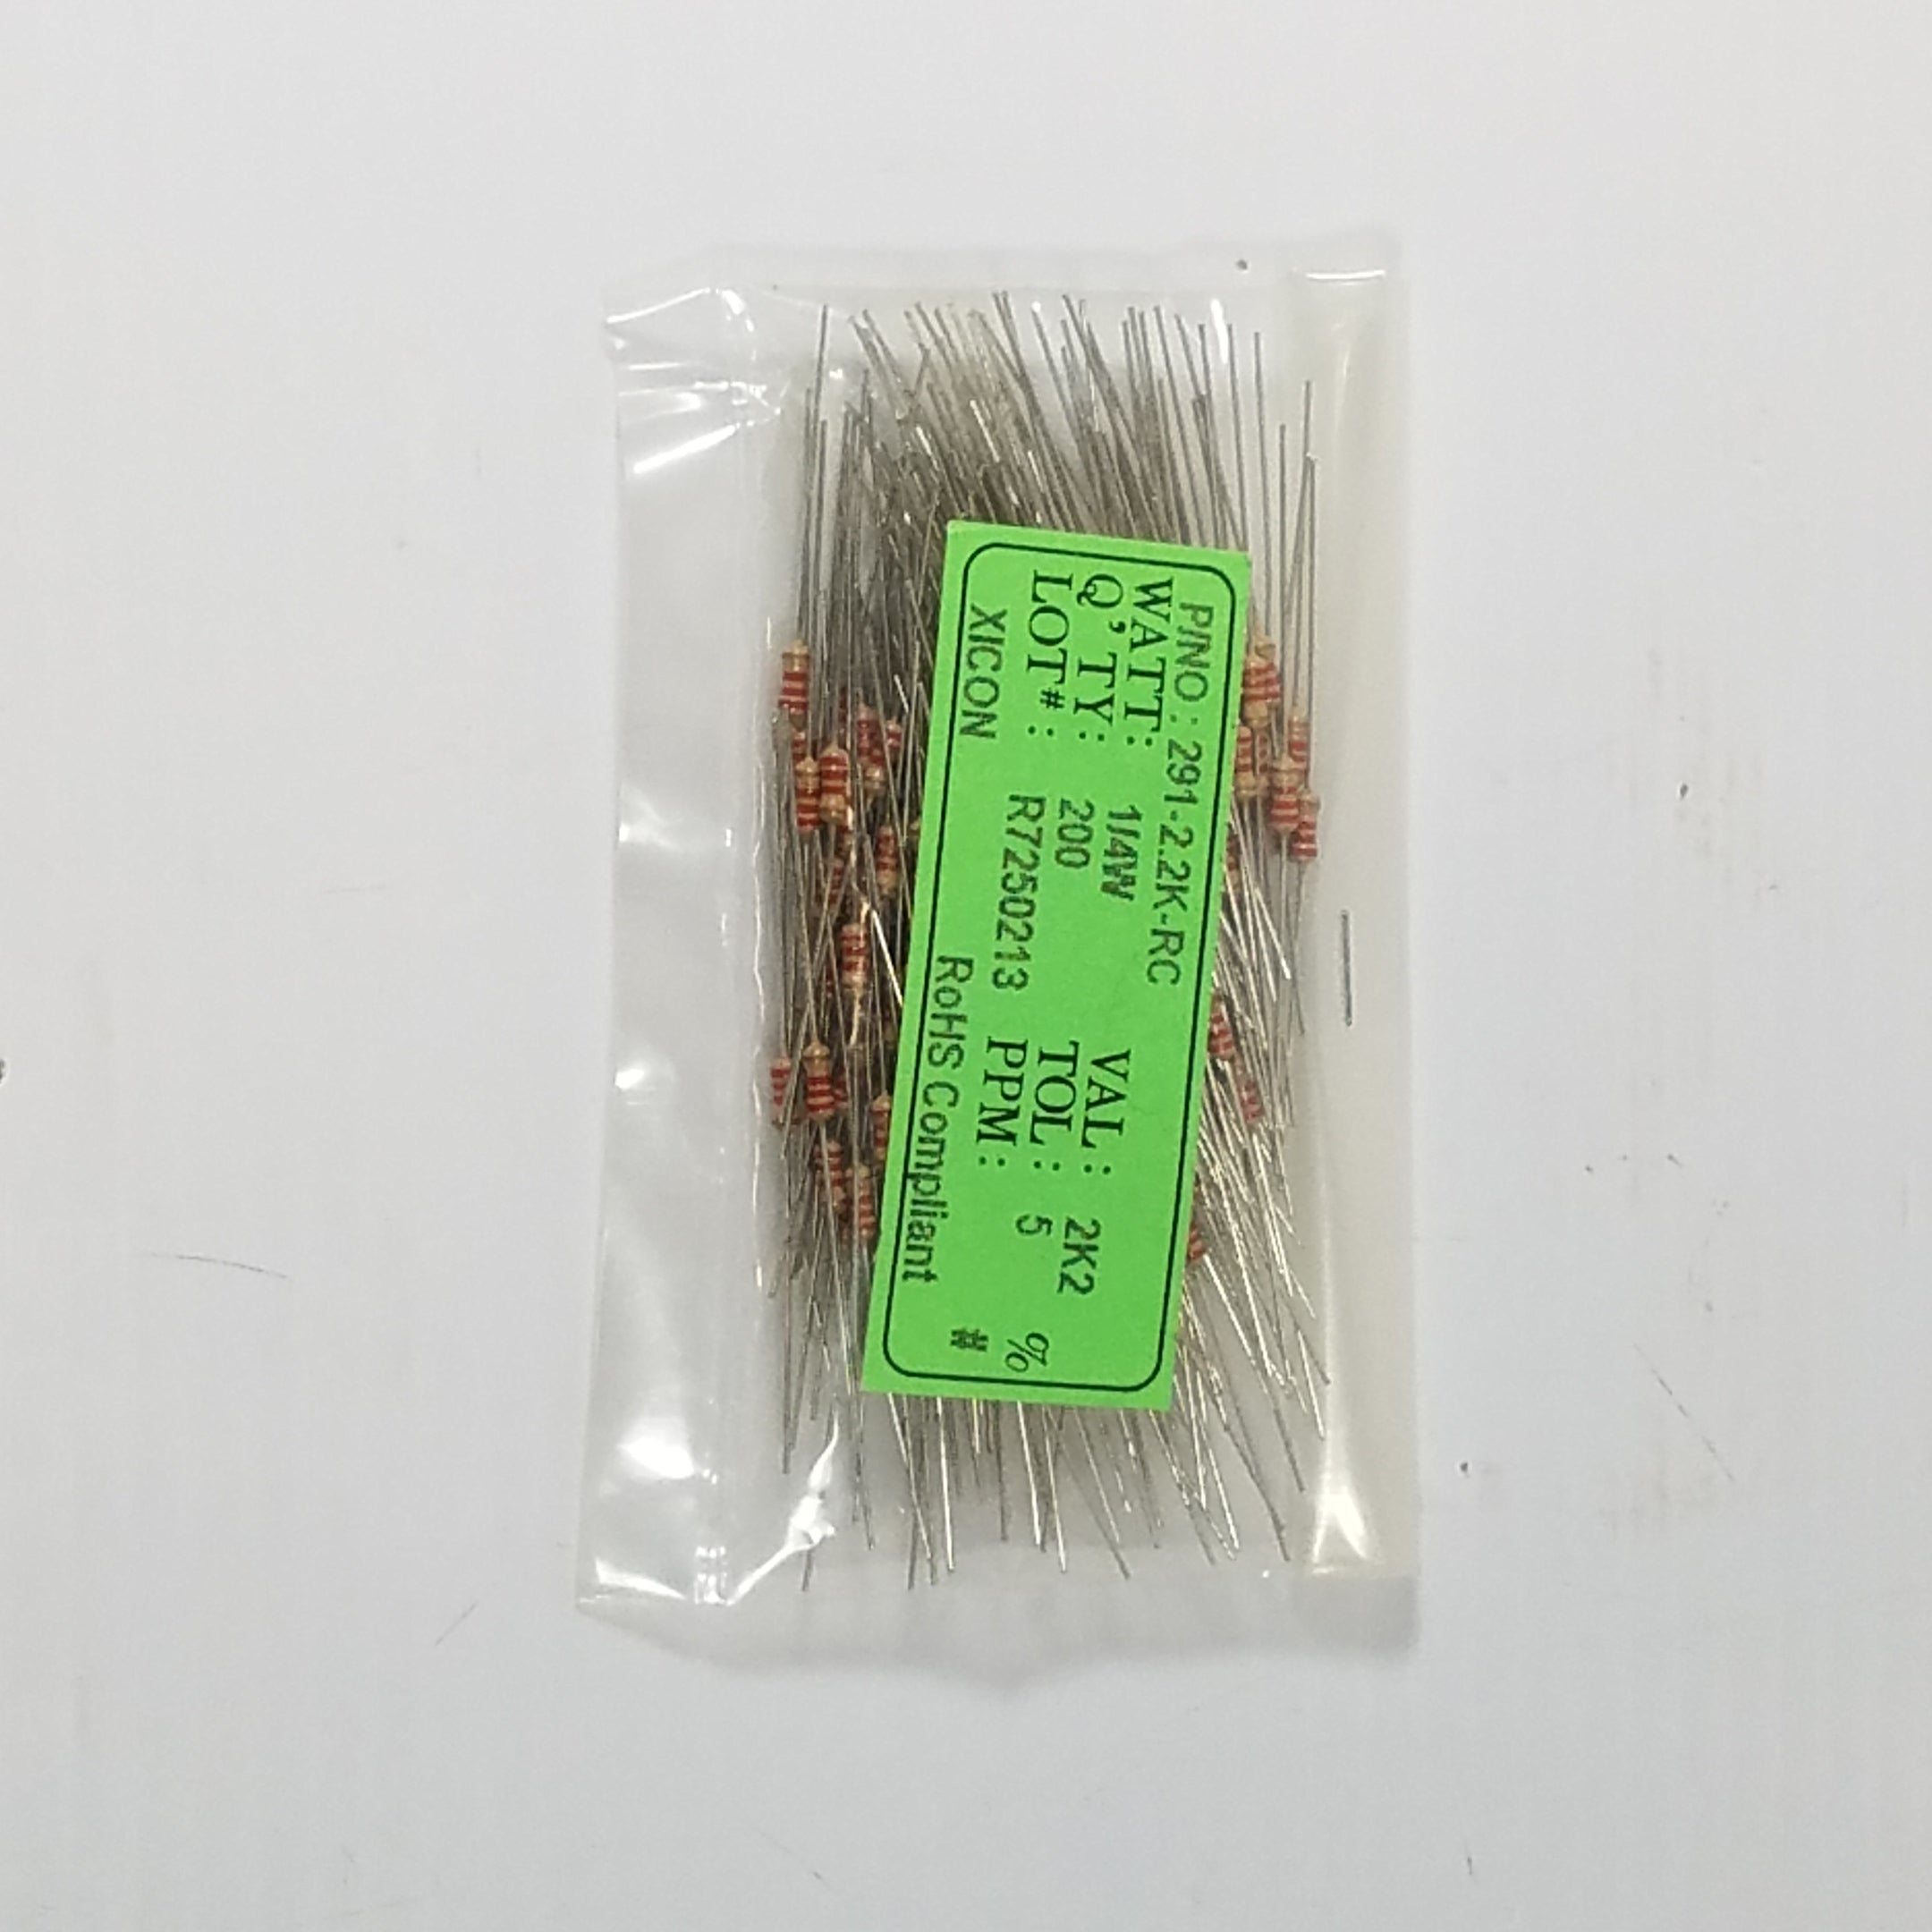 P/NO : 291-2.2K-RC
WATT: 1/4W VAL : 2K2
Q'TY: 200 TOL : 5 %
LOT# : R7250213 PPM : #
XICON RoHS Compliant